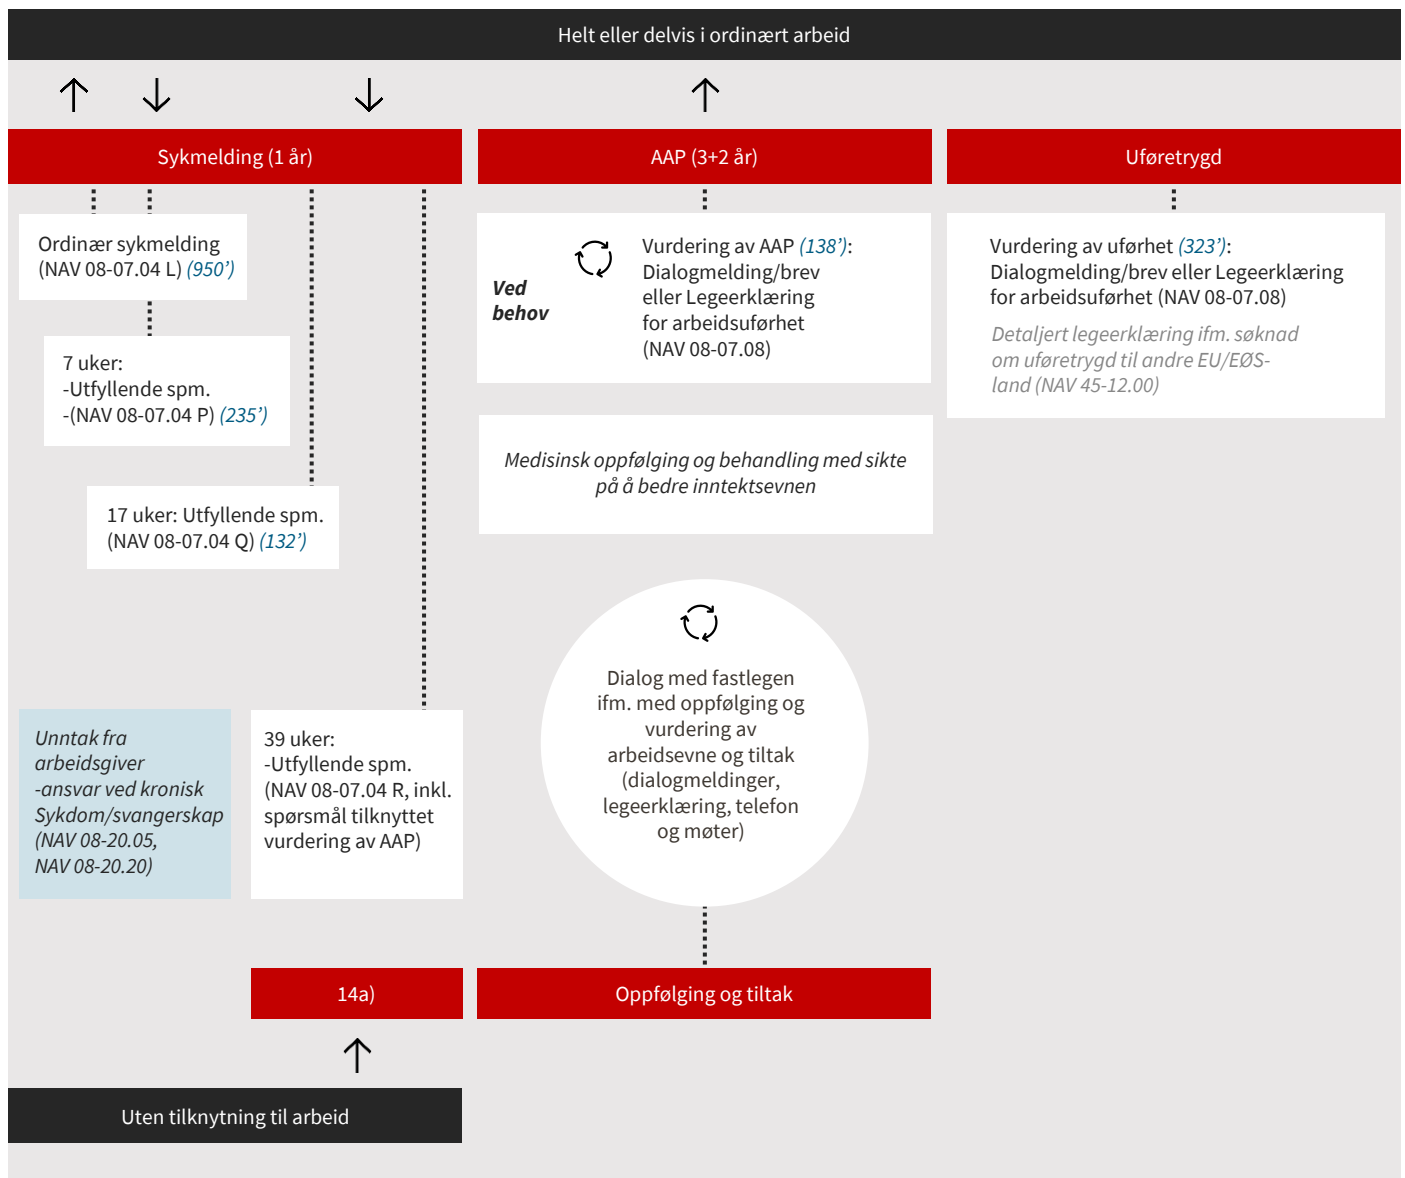 Helt eller delvis i ordinært arbeid
Sykmelding (1 år)
Ordinær sykmelding
(NAV 08-07.04 L) (950’)
7 uker:
-Utfyllende spm.
-(NAV 08-07.04 P) (235’)
17 uker: Utfyllende spm.
(NAV 08-07.04 Q) (132’)
Unntak fra
arbeidsgiver
-ansvar ved kronisk
Sykdom/svangerskap
(NAV 08-20.05,
NAV 08-20.20)
39 uker:
-Utfyllende spm.
(NAV 08-07.04 R, inkl.
spørsmål tilknyttet
vurdering av AAP)
14a)
Uten tilknytning til arbeid
AAP (3+2 år)
Ved
behov
Vurdering av AAP (138’):
Dialogmelding/brev
eller Legeerklæring
for arbeidsuførhet
(NAV 08-07.08)
Medisinsk oppfølging og behandling med sikte
på å bedre inntektsevnen
Dialog med fastlegen
ifm. med oppfølging og
vurdering av
arbeidsevne og tiltak
(dialogmeldinger,
legeerklæring, telefon
og møter)
Oppfølging og tiltak
Uføretrygd
Vurdering av uførhet (323’):
Dialogmelding/brev eller Legeerklæring
for arbeidsuførhet (NAV 08-07.08)
Detaljert legeerklæring ifm. søknad
om uføretrygd til andre EU/EØS-
land (NAV 45-12.00)